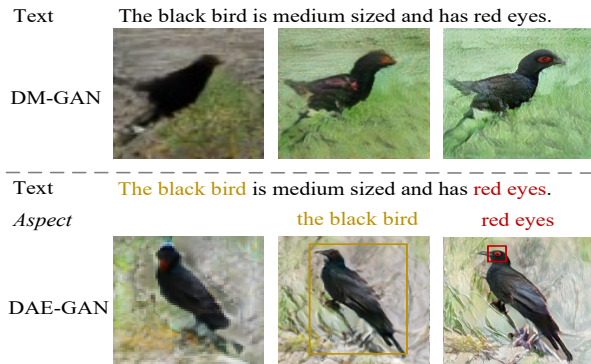 Text The black bird is medium sized and has red eyes.
DM-GAN
Text The black bird is medium sized and has red eyes.
Aspect the black bird red eyes
DAE-GAN